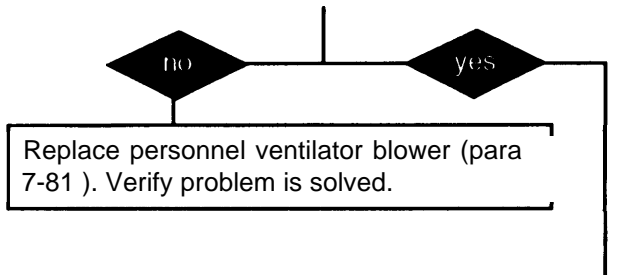 no yes
Replace personnel ventilator blower (para
7-81 ). Verify problem is solved.